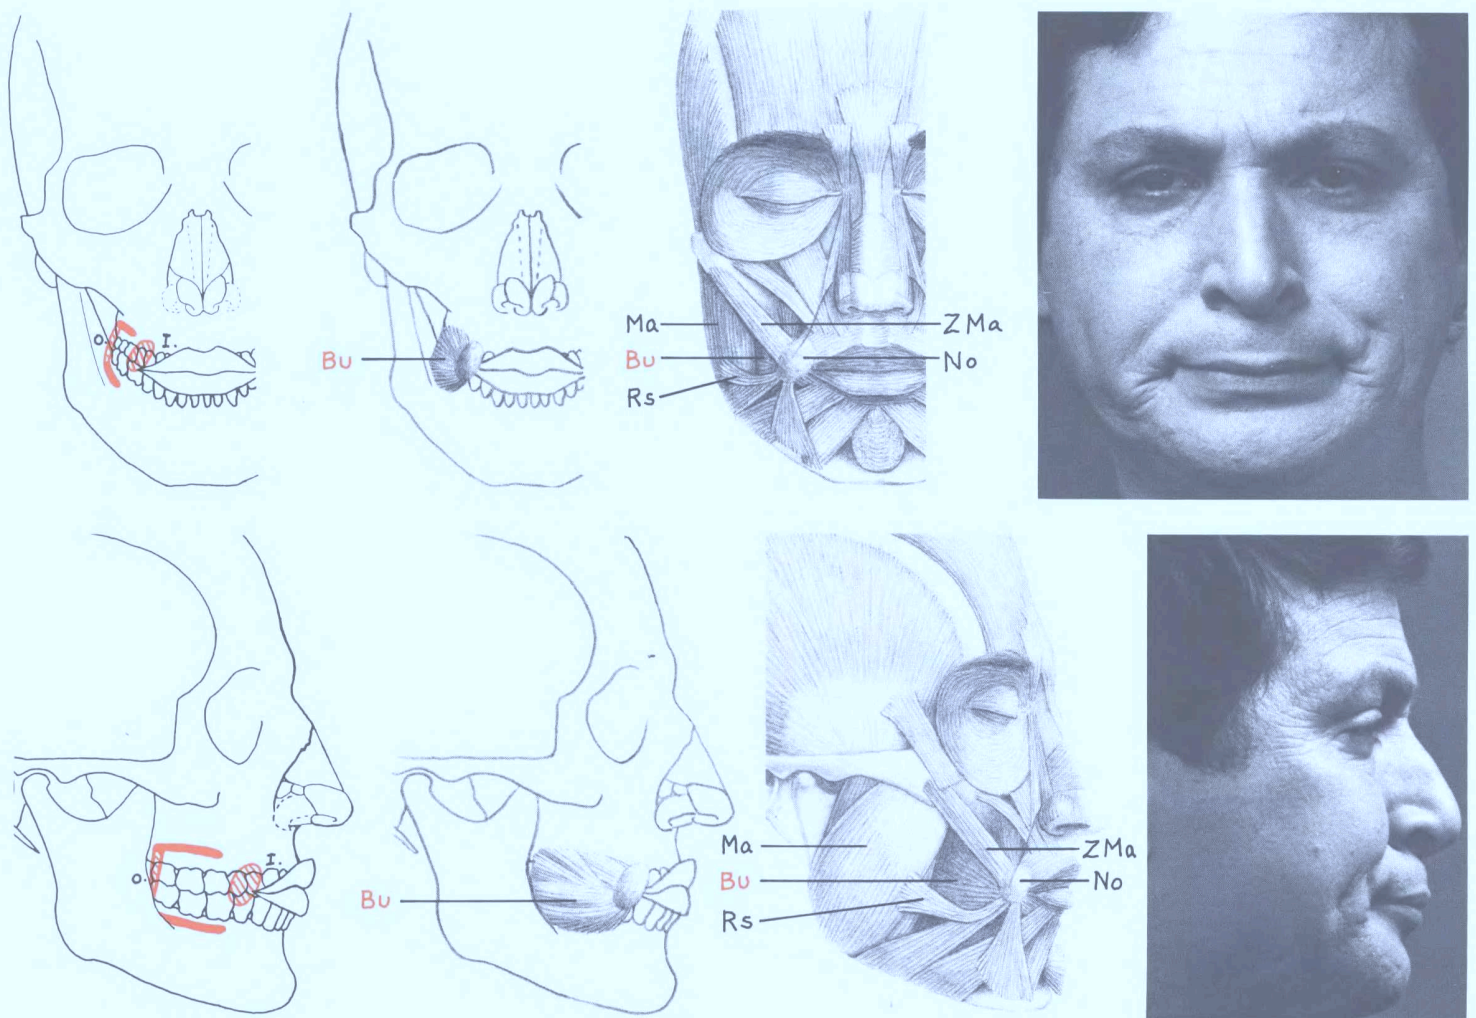 O. I.
Bu
Ma ZMa
Bu No
Rs
O. I.
Bu
Ma ZMa
Bu No
Rs